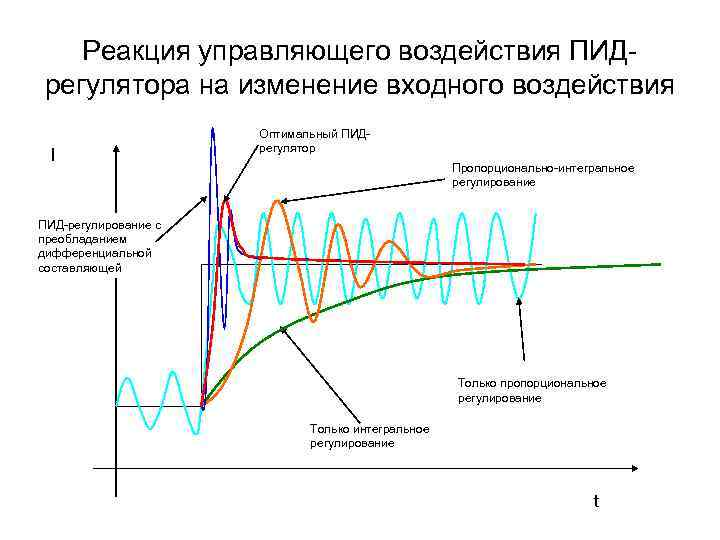 Реакция управляющего воздействия ПИД-
регулятора на изменение входного воздействия
Оптимальный ПИД-
регулятор
I
Пропорционально-интегральное
регулирование
ПИД-регулирование с
преобладанием
дифференциальной
составляющей
Только пропорциональное
регулирование
Только интегральное
регулирование
t